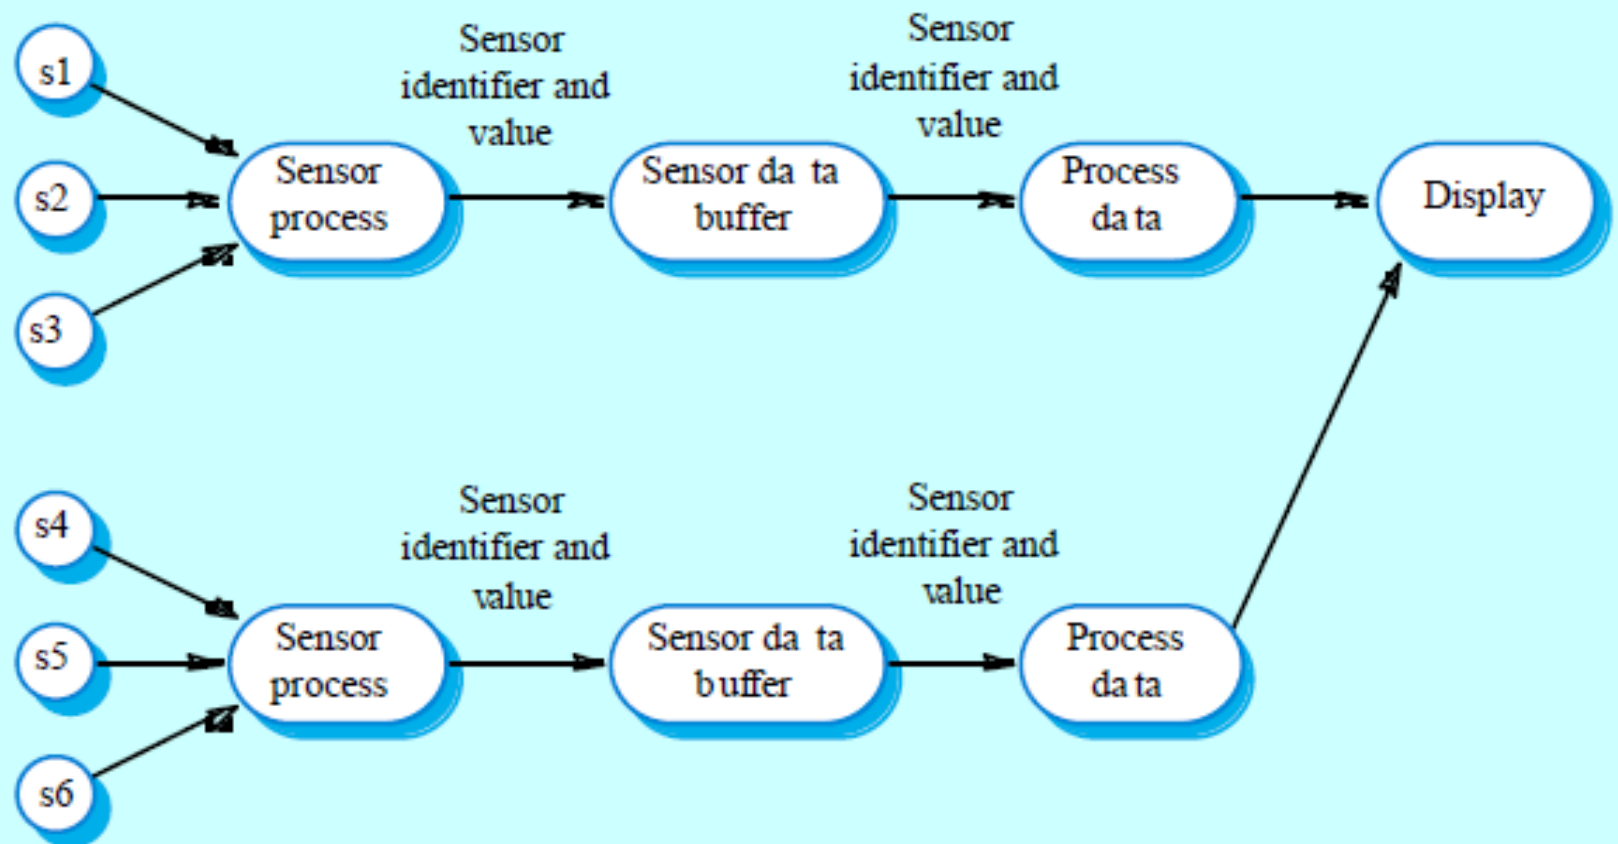 s1
s2
s3
Sensor
process
Sensor
identifier and
value
Sensor da ta
buffer
Sensor
identifier and
value
Process
da ta
Display
s4
s5
s6
Sensor
process
Sensor
identifier and
value
Sensor da ta
buffer
Sensor
identifier and
value
Process
da ta